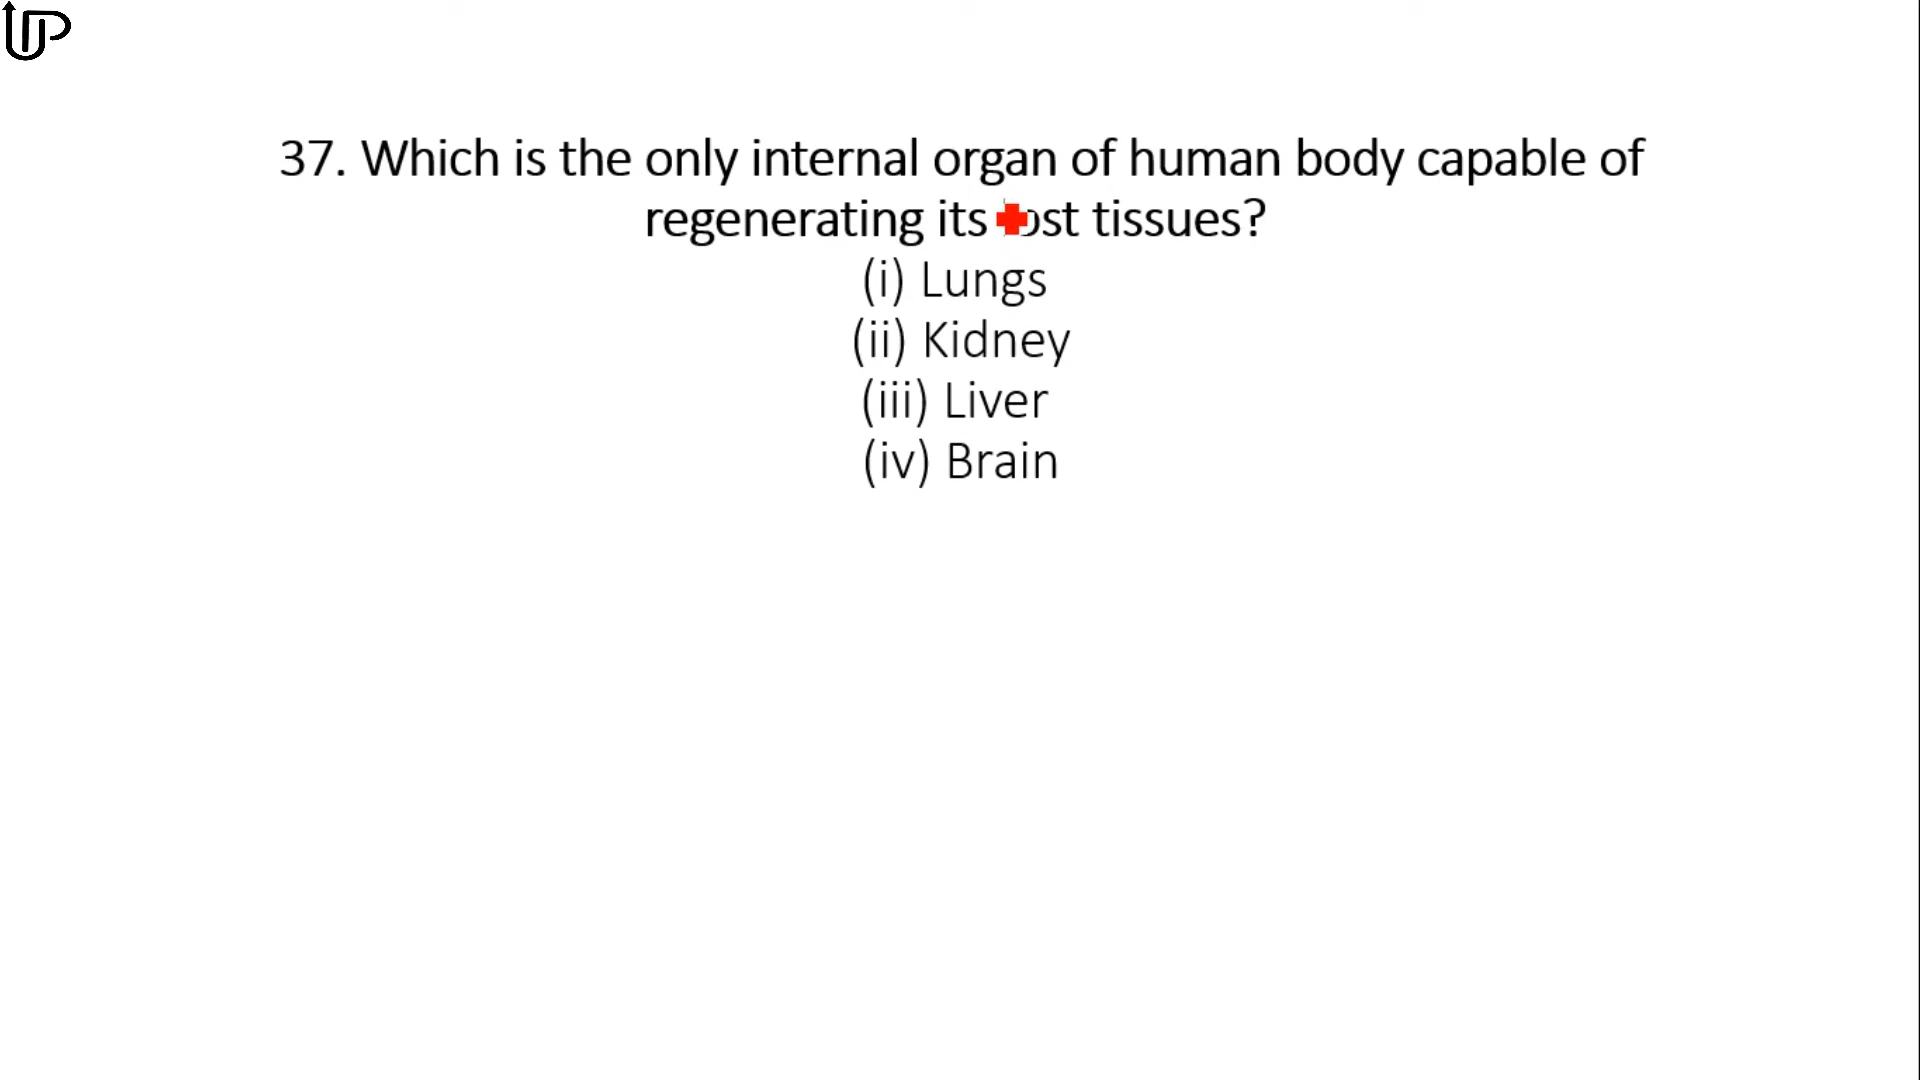 UP
37. Which is the only internal organ of human body capable of
regenerating its tissues?
(i) Lungs
(ii) Kidney
(iii) Liver
(iv) Brain